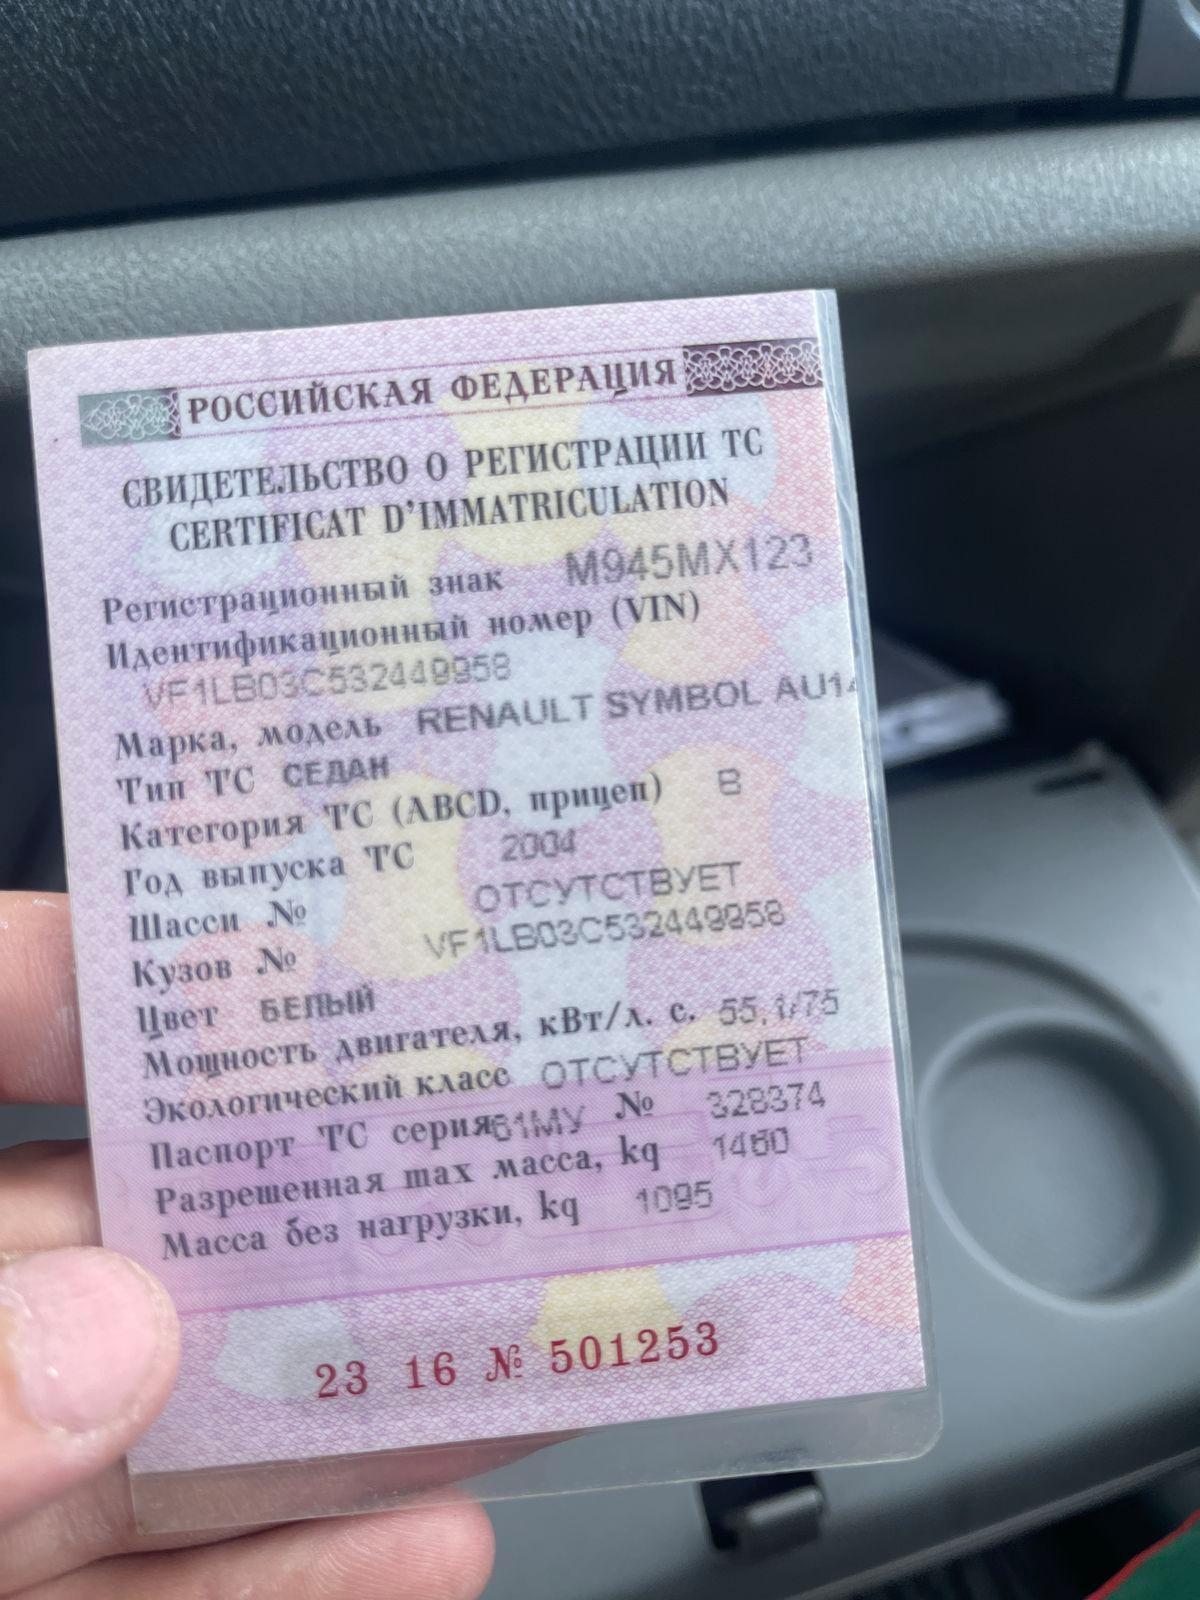 РОССИЙСКАЯ ФЕДЕРАЦИЯ
СВИДЕТЕЛЬСТВО О РЕГИСТРАЦИИ ТС
CERTIFICAT D'IMMATRICULATION
Регистрационный знак М945МХ123
Идентификационный номер (VIN)
VF1LB03C532449958
Марка, модель RENAULT SYMBOL AU14
Тип ТС СЕДАН
Категория ТС (ABCD, прицеп) В
Год выпуска ТС 2004
Шасси № ОТСУТСТВУЕТ
Кузов № VF1LB03C532449958
Цвет БЕЛЫЙ
Мощность двигателя, кВт/л. с. 55,1/75
Экологический класс ОТСУТСТВУЕТ
Паспорт ТС серия 61МУ № 328374
Разрешенная max масса, kg 1460
Масса без нагрузки, kg 1095
23 16 № 501253